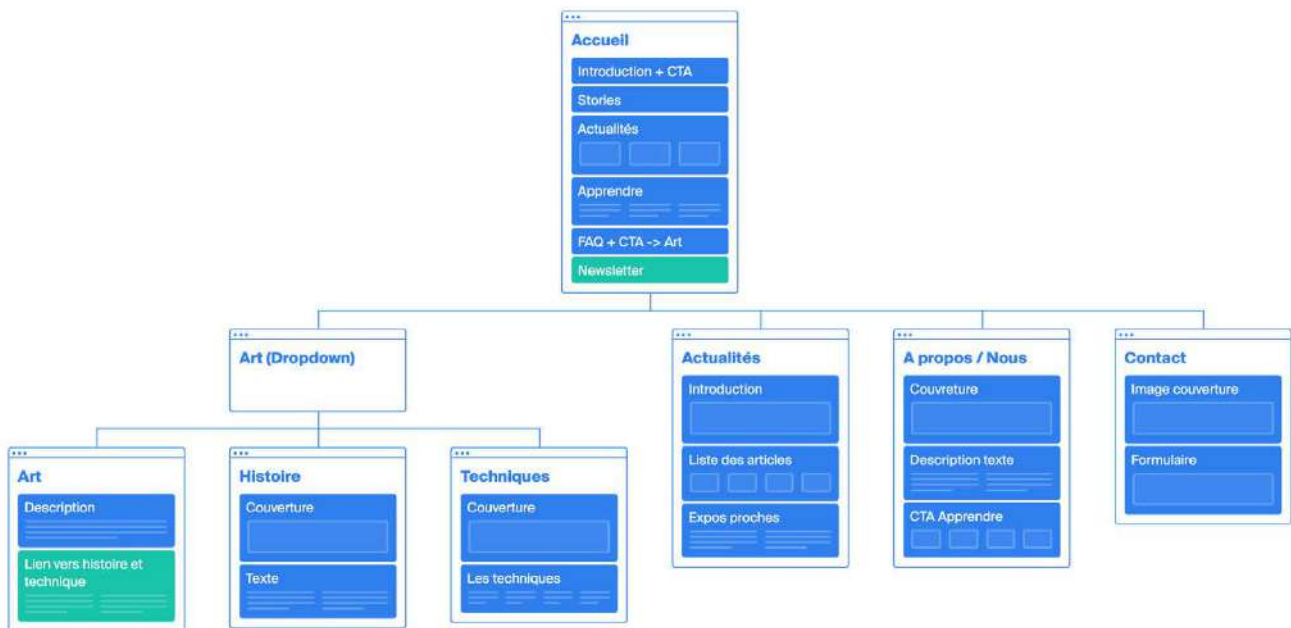 Accueil
Introduction + CTA
Stories
Actualités
Apprendre
FAQ + CTA -> Art
Newsletter
Art (Dropdown)
Actualités
Introduction
Liste des articles
Expos proches
A propos / Nous
Couvreture
Description texte
CTA Apprendre
Contact
Image couverture
Formulaire
Art
Description
Lien vers histoire et
technique
Histoire
Couverture
Texte
Techniques
Couverture
Les techniques